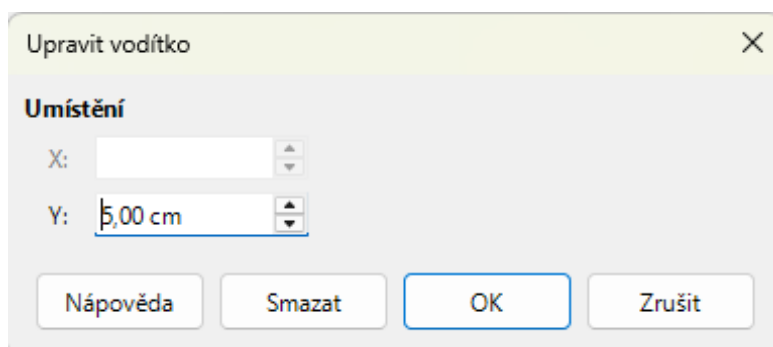 Upravit vodítko
Umístění
X:
Y: 5,00 cm
Nápověda Smazat OK Zrušit